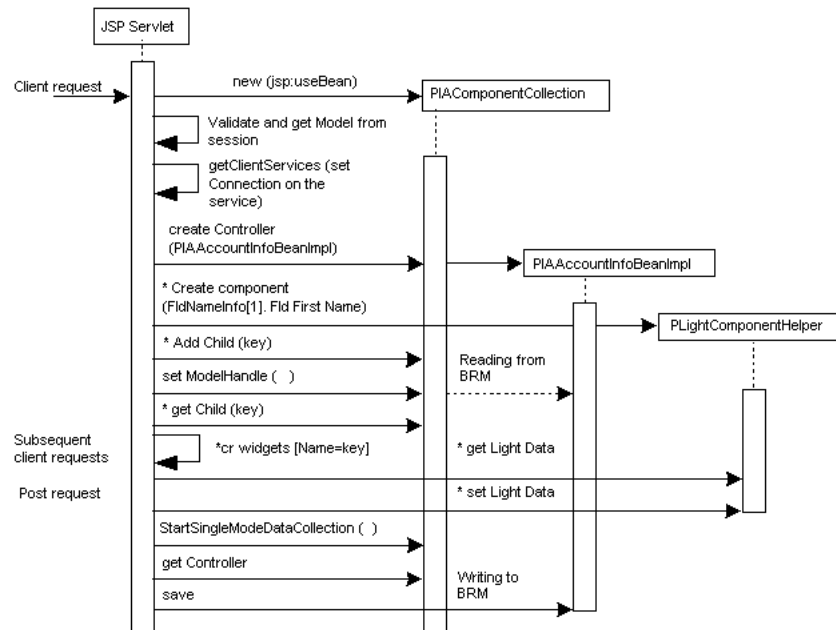 JSP Servlet
Client request
new (jsp:useBean)
PIAComponentCollection
Validate and get Model from
session
getClientServices (set
Connection on the
service)
create Controller
(PIAAccountInfoBeanImpl)
PIAAccountInfoBeanImpl
* Create component
(FldNameInfo[1]. Fld First Name)
PLightComponentHelper
* Add Child (key)
Reading from
BRM
set ModelHandle ( )
* get Child (key)
Subsequent
client requests
*cr widgets [Name=key]
* get Light Data
Post request
* set Light Data
StartSingleModeDataCollection ( )
get Controller
Writing to
BRM
save